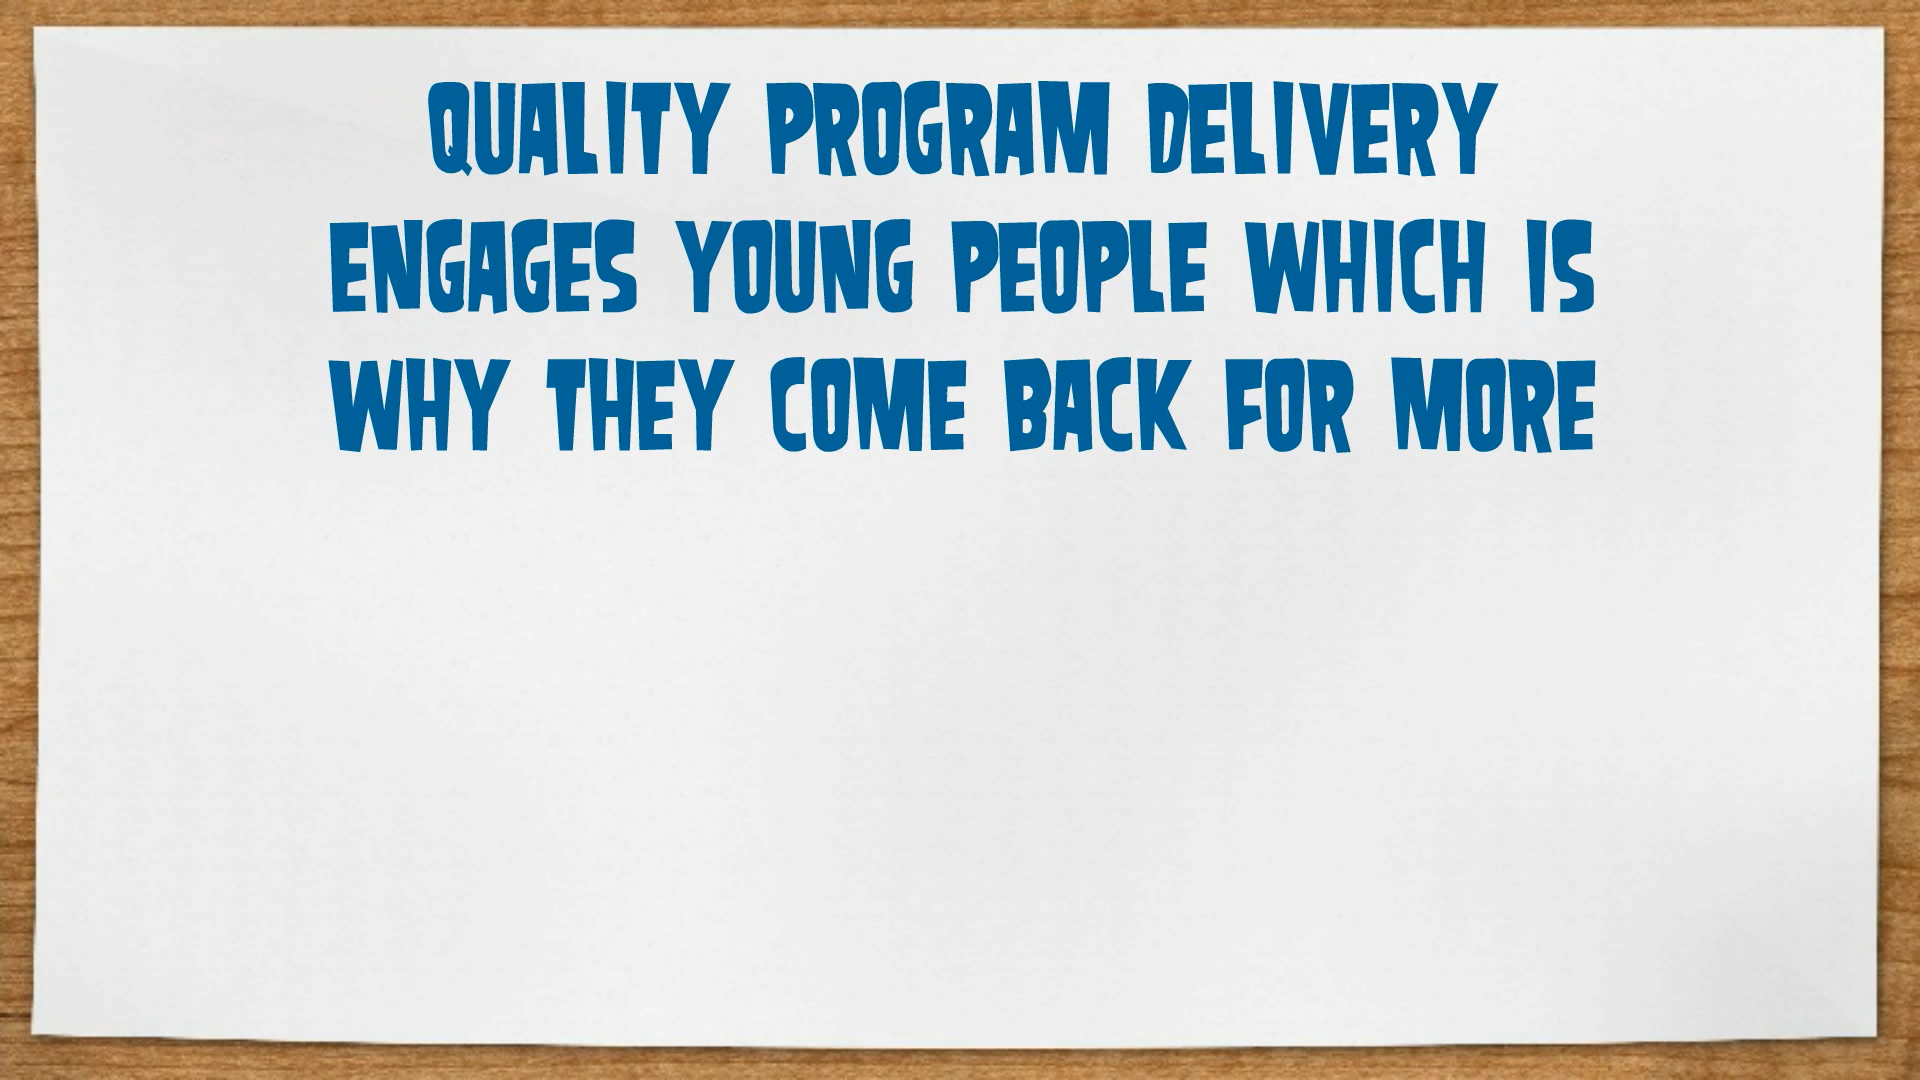 QUALITY PROGRAM DELIVERY
ENGAGES YOUNG PEOPLE WHICH IS
WHY THEY COME BACK FOR MORE